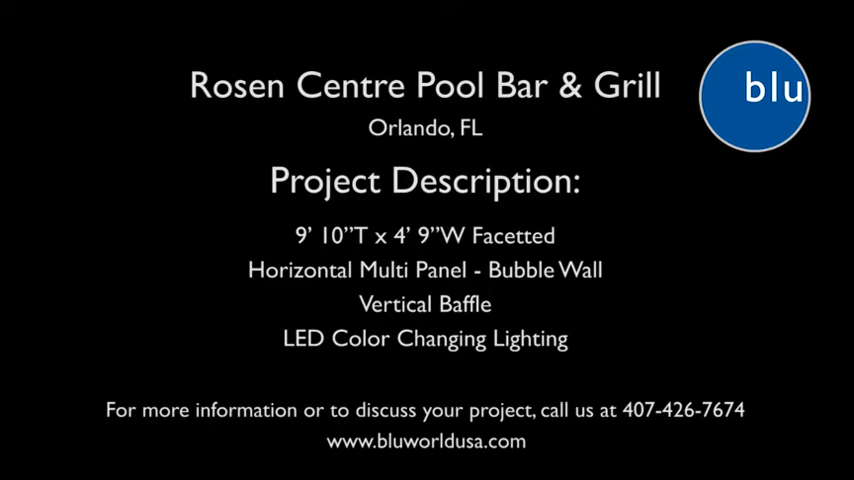 Rosen Centre Pool Bar & Grill
blu
Orlando, FL
Project Description:
9’ 10”T x 4’ 9”W Facetted
Horizontal Multi Panel - Bubble Wall
Vertical Baffle
LED Color Changing Lighting
For more information or to discuss your project, call us at 407-426-7674
www.bluworldusa.com